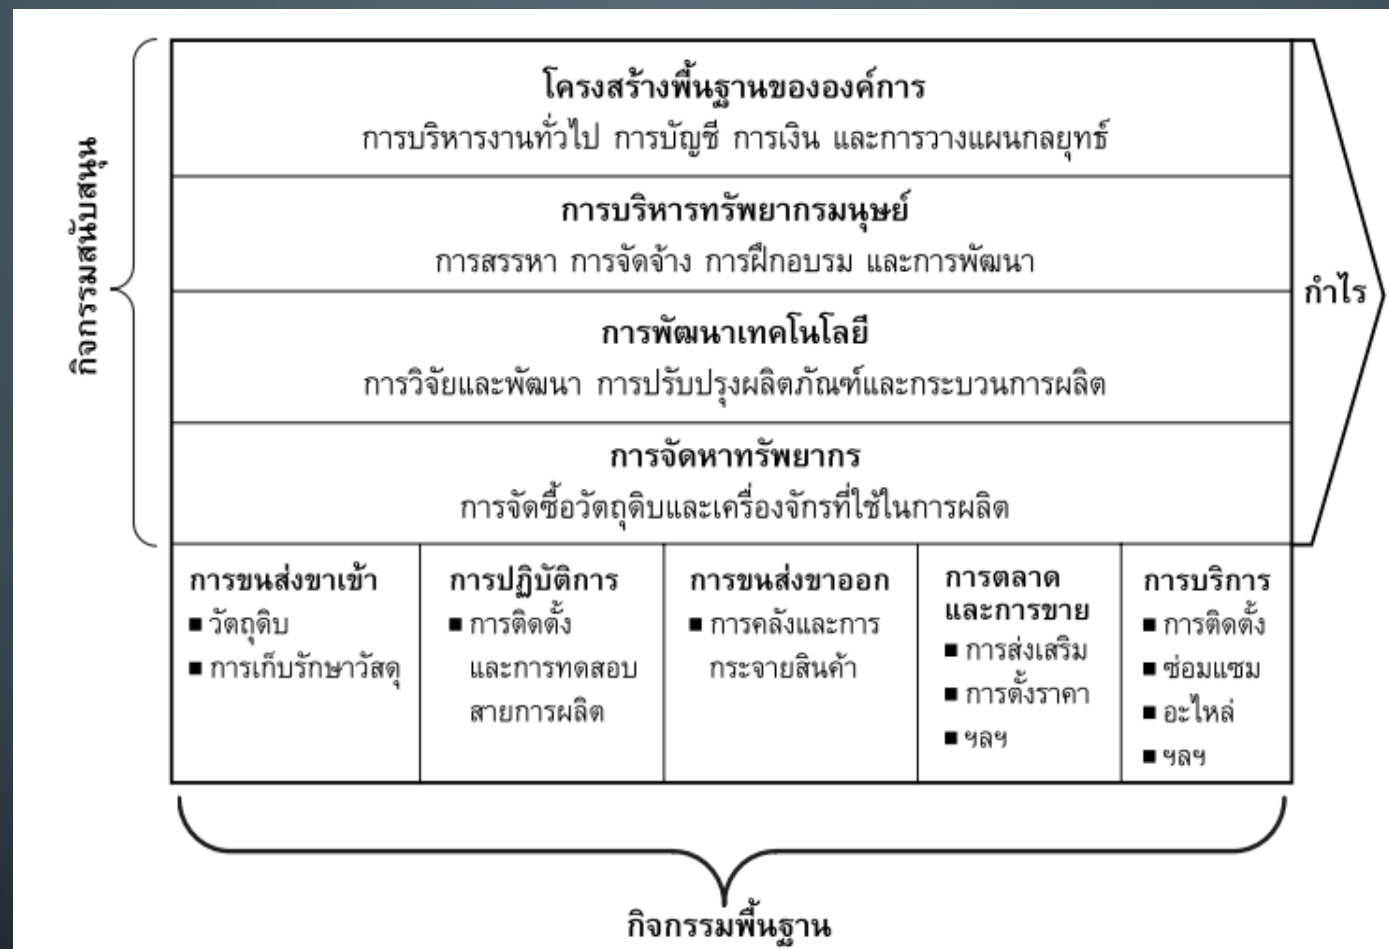 กิจกรรมสนับสนุน
โครงสร้างพื้นฐานขององค์การ
การบริหารงานทั่วไป การบัญชี การเงิน และการวางแผนกลยุทธ์
การบริหารทรัพยากรมนุษย์
การสรรหา การจัดจ้าง การฝึกอบรม และการพัฒนา
การพัฒนาเทคโนโลยี
การวิจัยและพัฒนา การปรับปรุงผลิตภัณฑ์และกระบวนการผลิต
การจัดหาทรัพยากร
การจัดซื้อวัตถุดิบและเครื่องจักรที่ใช้ในการผลิต
กำไร
การขนส่งขาเข้า
■ วัตถุดิบ
■ การเก็บรักษาวัสดุ
การปฏิบัติการ
■ การติดตั้ง
และการทดสอบ
สายการผลิต
การขนส่งขาออก
■ การคลังและการ
กระจายสินค้า
การตลาด
และการขาย
■ การส่งเสริม
■ การตั้งราคา
■ ฯลฯ
การบริการ
■ การติดตั้ง
■ ซ่อมแซม
■ อะไหล่
■ ฯลฯ
กิจกรรมพื้นฐาน